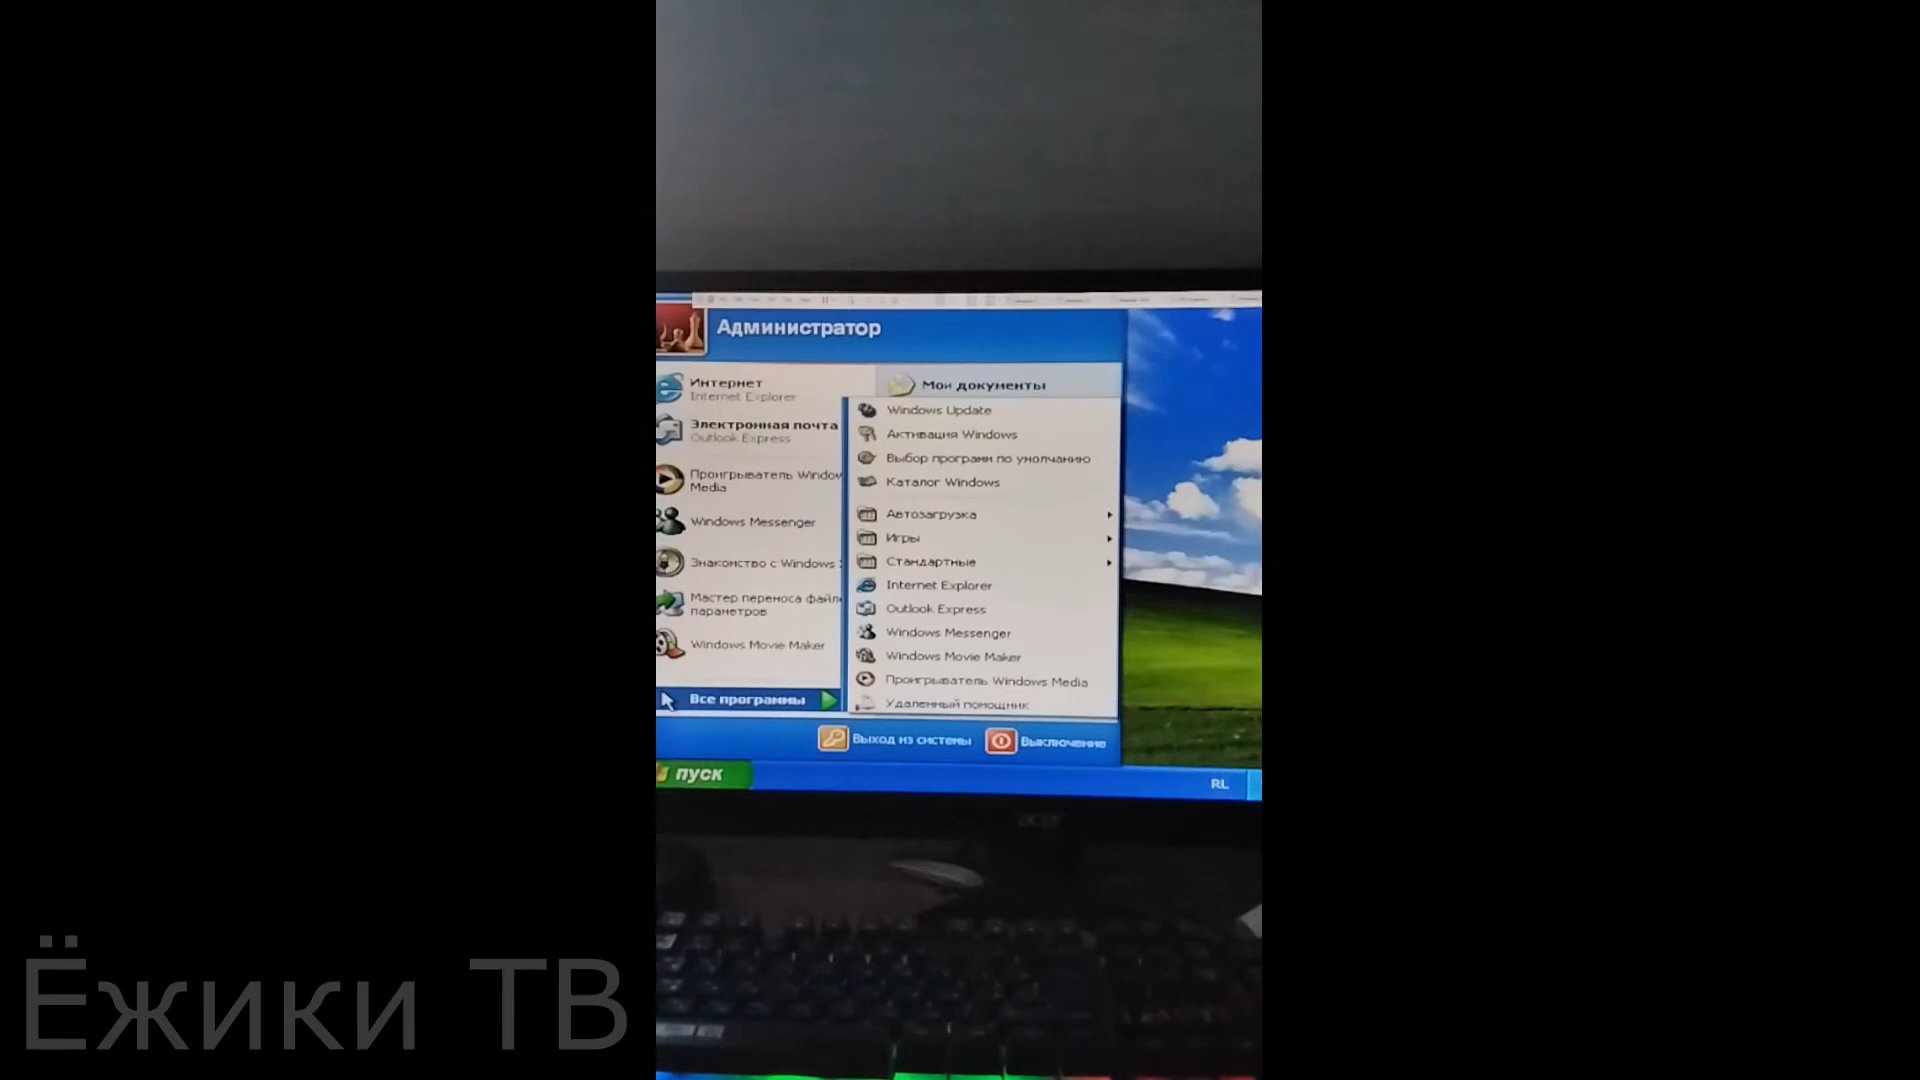 Администратор
Интернет
Internet Explorer
Мои документы
Электронная почта
Outlook Express
Проигрыватель Window
Media
Windows Messenger
Знакомство с Windows
Мастер переноса файло
параметров
Windows Movie Maker
Все программы
Windows Update
Активация Windows
Выбор программ по умолчанию
Каталог Windows
Автозагрузка
Игры
Стандартные
Internet Explorer
Outlook Express
Windows Messenger
Windows Movie Maker
Проигрыватель Windows Media
Удаленный помощник
Выход из системы
Выключение
пуск
RL
acer
Ёжики ТВ